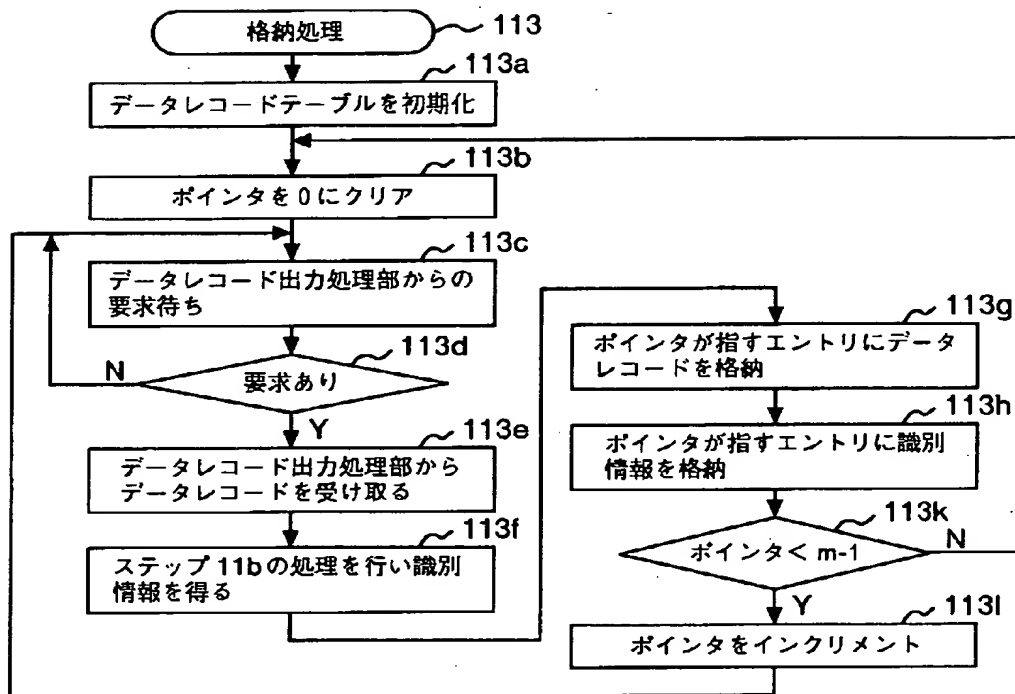 格納処理
113
113a
データレコードテーブルを初期化
113b
ポインタを0にクリア
113c
データレコード出力処理部からの
要求待ち
113d
要求あり
N
Y
113e
データレコード出力処理部から
データレコードを受け取る
113f
ステップ11bの処理を行い識別
情報を得る
113g
ポインタが指すエントリにデータ
レコードを格納
113h
ポインタが指すエントリに識別
情報を格納
113k
ポインタ< m-1
N
Y
113l
ポインタをインクリメント